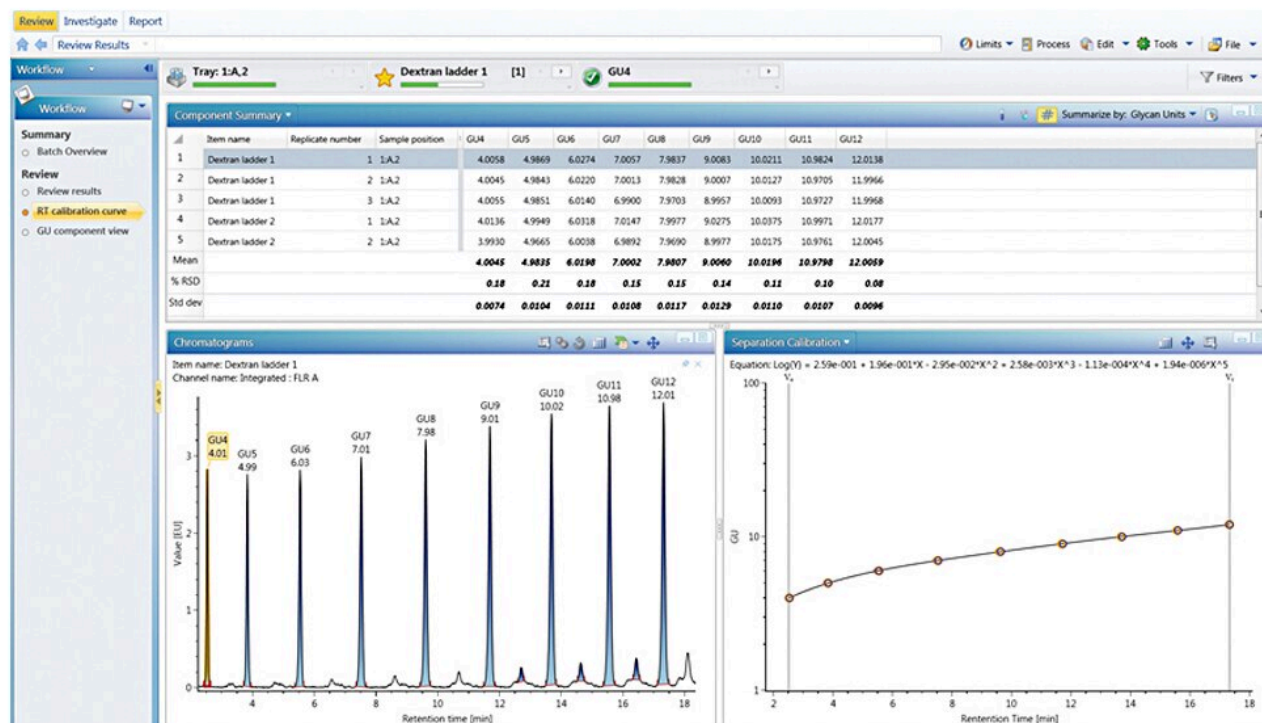 Review Investigate Report
Review Results Limits Process Edit Tools File
Workflow Tray: 1:A,2 Dextran ladder 1 [1] GU4 Filters
Workflow
Summary
Batch Overview
Review
Review results
RT calibration curve
GU component view
Component Summary Summarize by: Glycan Units
Item name Replicate number Sample position GU4 GU5 GU6 GU7 GU8 GU9 GU10 GU11 GU12
1 Dextran ladder 1 1 1:A,2 4.0058 4.9869 6.0274 7.0057 7.9837 9.0083 10.0211 10.9824 12.0138
2 Dextran ladder 1 2 1:A,2 4.0045 4.9843 6.0220 7.0013 7.9828 9.0007 10.0127 10.9705 11.9966
3 Dextran ladder 1 3 1:A,2 4.0055 4.9851 6.0140 6.9900 7.9703 8.9957 10.0093 10.9727 11.9968
4 Dextran ladder 2 1 1:A,2 4.0136 4.9949 6.0318 7.0147 7.9977 9.0275 10.0375 10.9971 12.0177
5 Dextran ladder 2 2 1:A,2 3.9930 4.9665 6.0038 6.9892 7.9690 8.9977 10.0175 10.9761 12.0045
Mean 4.0045 4.9835 6.0198 7.0002 7.9807 9.0060 10.0196 10.9798 12.0059
% RSD 0.18 0.21 0.18 0.15 0.15 0.14 0.11 0.10 0.08
Std dev 0.0074 0.0104 0.0111 0.0108 0.0117 0.0129 0.0110 0.0107 0.0096
Chromatograms
Item name: Dextran ladder 1
Channel name: Integrated : FLR A
GU4
4.01
GU5
4.99
GU6
6.03
GU7
7.01
GU8
7.98
GU9
9.01
GU10
10.02
GU11
10.98
GU12
12.01
Value [EU]
3
2
1
0
4 6 8 10 12 14 16 18
Retention time [min]
Separation Calibration
Equation: Log(Y) = 2.59e-001 + 1.96e-001*X - 2.95e-002*X^2 + 2.58e-003*X^3 - 1.13e-004*X^4 + 1.94e-006*X^5
100
10
1
GU
2 4 6 8 10 12 14 16 18
Rentention Time [min]